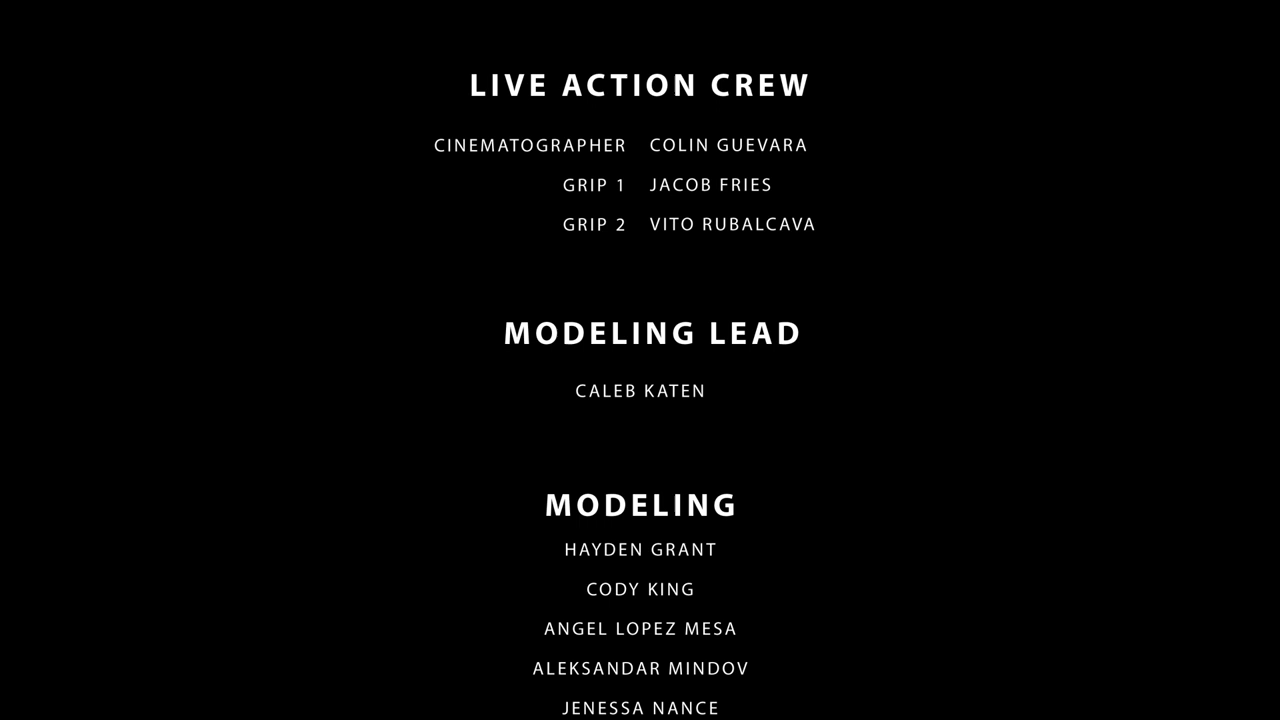 LIVE ACTION CREW
CINEMATOGRAPHER COLIN GUEVARA
GRIP 1 JACOB FRIES
GRIP 2 VITO RUBALCAVA
MODELING LEAD
CALEB KATEN
MODELING
HAYDEN GRANT
CODY KING
ANGEL LOPEZ MESA
ALEKSANDAR MINDOV
JENESSA NANCE